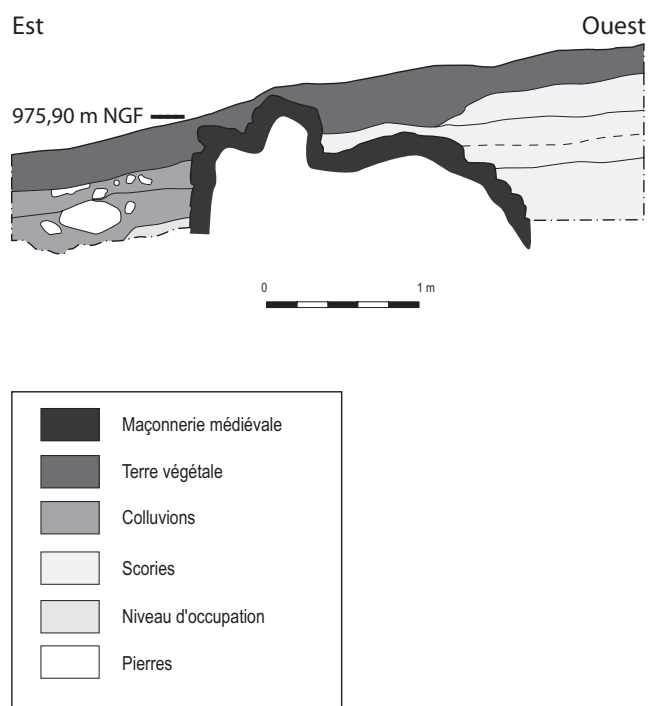 Est Ouest
975,90 m NGF
0 1 m
Maçonnerie médiévale
Terre végétale
Colluvions
Scories
Niveau d'occupation
Pierres